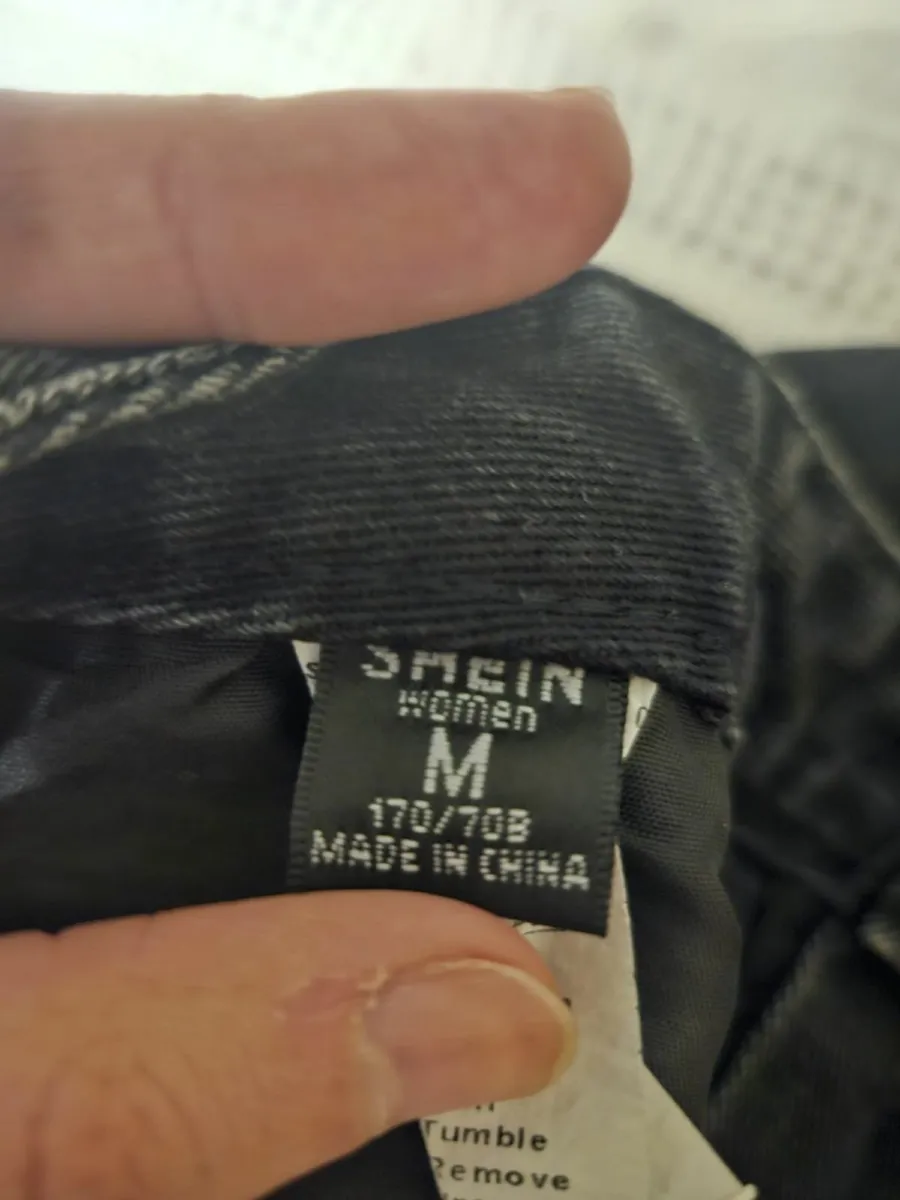 SHEIN
Women
M
170/70B
MADE IN CHINA
Tumble
Remove